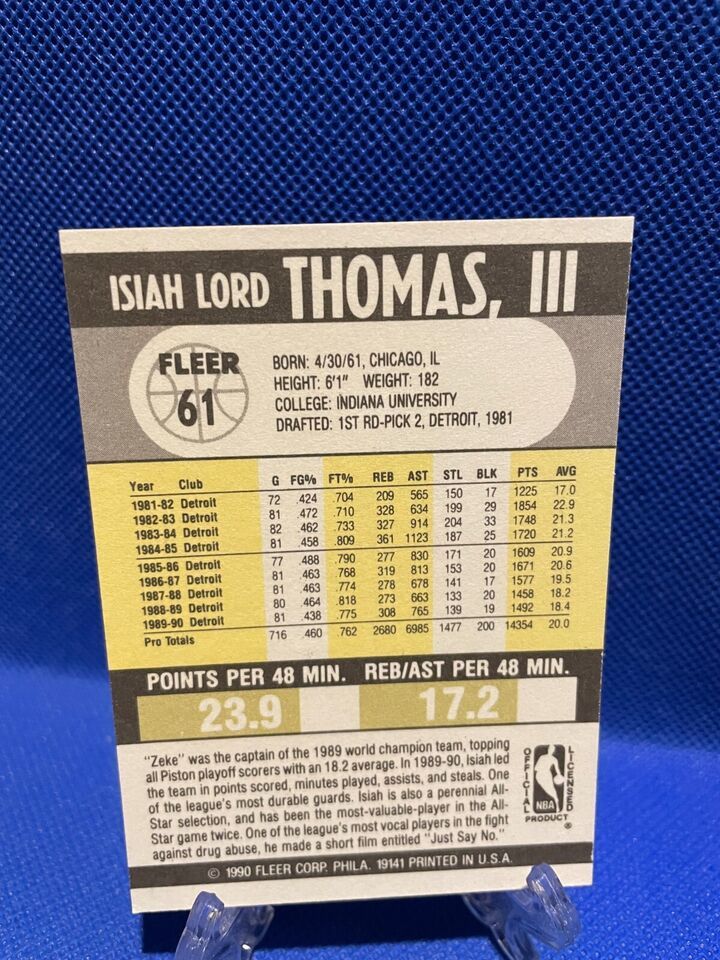 ISIAH LORD THOMAS, III
FLEER
61
BORN: 4/30/61, CHICAGO, IL
HEIGHT: 6'1" WEIGHT: 182
COLLEGE: INDIANA UNIVERSITY
DRAFTED: 1ST RD-PICK 2, DETROIT, 1981
Year Club G FG% FT% REB AST STL BLK PTS AVG
1981-82 Detroit 72 .424 .704 209 565 150 17 1225 17.0
1982-83 Detroit 81 .472 .710 328 634 199 29 1854 22.9
1983-84 Detroit 82 .462 .733 327 914 204 33 1748 21.3
1984-85 Detroit 81 .458 .809 361 1123 187 25 1720 21.2
1985-86 Detroit 77 .488 .790 277 830 171 20 1609 20.9
1986-87 Detroit 81 .463 .768 319 813 153 20 1671 20.6
1987-88 Detroit 81 .463 .774 278 678 141 17 1577 19.5
1988-89 Detroit 80 .464 .818 273 663 133 20 1458 18.2
1989-90 Detroit 81 .438 .775 308 765 139 19 1492 18.4
Pro Totals 716 .460 .762 2680 6985 1477 200 14354 20.0
POINTS PER 48 MIN. REB/AST PER 48 MIN.
23.9 17.2
"Zeke" was the captain of the 1989 world champion team, topping
all Piston playoff scorers with an 18.2 average. In 1989-90, Isiah led
the team in points scored, minutes played, assists, and steals. One
of the league's most durable guards. Isiah is also a perennial All-
Star selection, and has been the most-valuable-player in the All-
Star game twice. One of the league's most vocal players in the fight
against drug abuse, he made a short film entitled "Just Say No."
OFFICIAL
LICENSED
NBA
PRODUCT ®
© 1990 FLEER CORP. PHILA. 19141 PRINTED IN U.S.A.